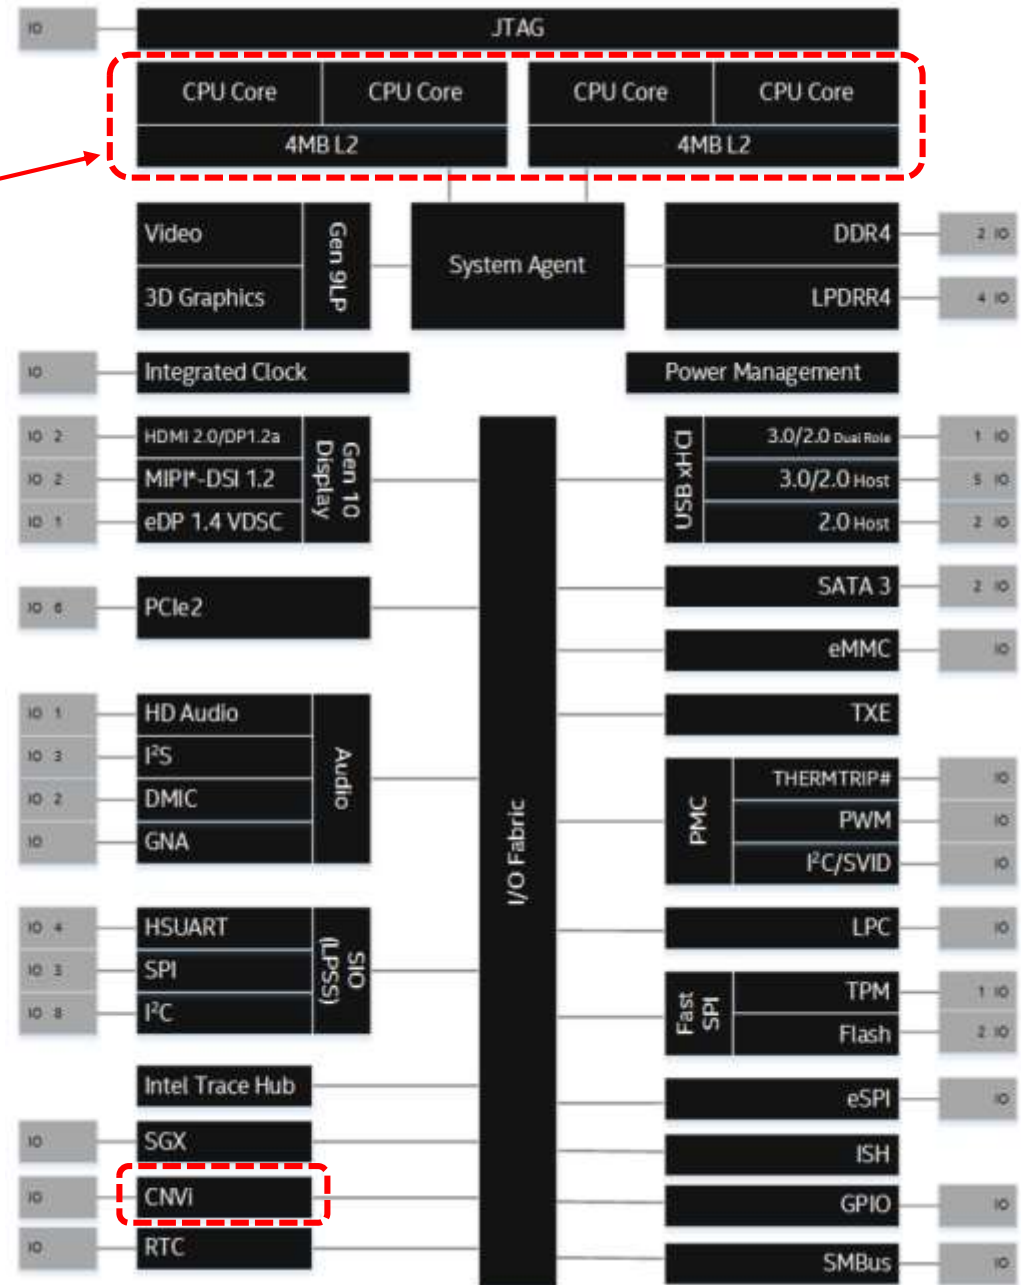 IO JTAG
CPU Core CPU Core CPU Core CPU Core
4MB L2 4MB L2
Video
3D Graphics
Gen 9LP
System Agent
DDR4 2 IO
LPDRR4 4 IO
IO Integrated Clock
Power Management
IO 2 HDMI 2.0/DP1.2a
IO 2 MIPI*-DSI 1.2
IO 1 eDP 1.4 VDSC
Gen 10
Display
USB xHCI
3.0/2.0 Dual Role 1 IO
3.0/2.0 Host 5 IO
2.0 Host 2 IO
IO 6 PCIe2
SATA 3 2 IO
eMMC IO
TXE
IO 1 HD Audio
IO 3 I²S
IO 2 DMIC
IO GNA
Audio
I/O Fabric
PMC
THERMTRIP# IO
PWM IO
I²C/SVID IO
IO 4 HSUART
IO 3 SPI
IO 8 I²C
SIO
(LPSS)
LPC IO
Fast
SPI
TPM 1 IO
Flash 2 IO
Intel Trace Hub
eSPI IO
IO SGX
ISH
IO CNVi
GPIO IO
IO RTC
SMBus IO